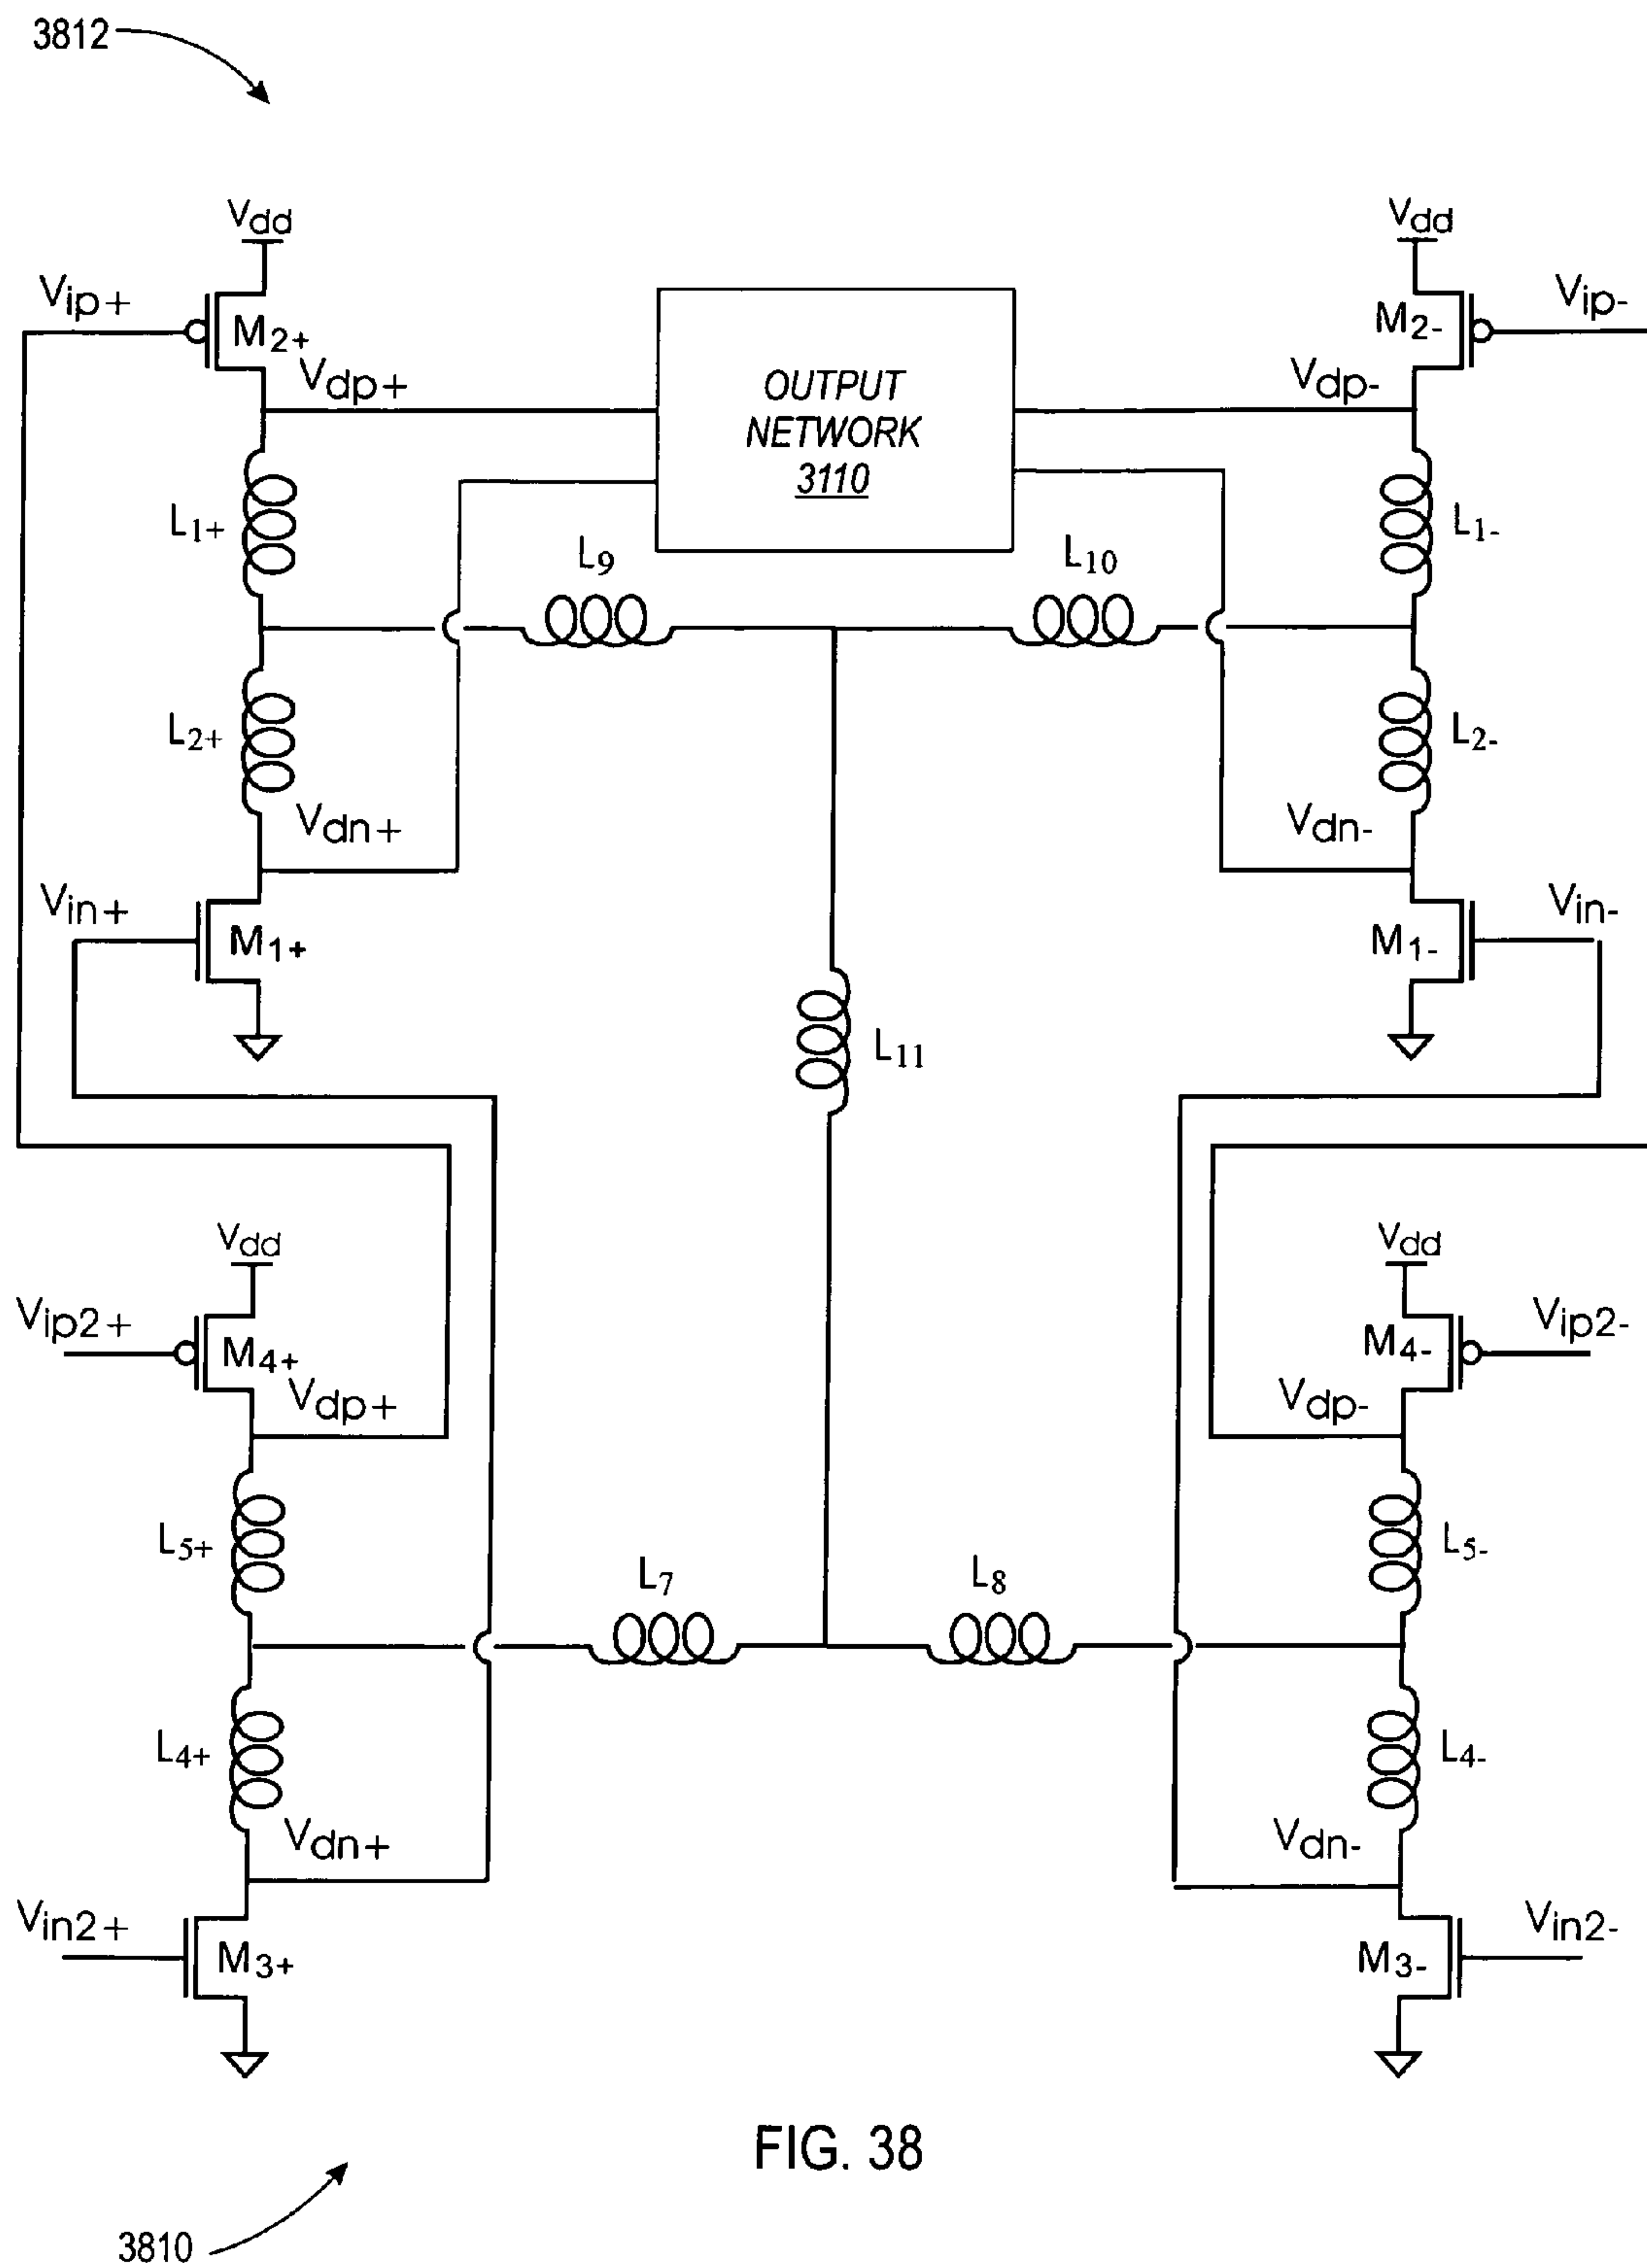 3812
Vdd
Vdd
Vip+
Vip-
M2+
M2-
Vdp+
Vdp-
OUTPUT
NETWORK
3110
L1+
L1-
L9
L10
L2+
L2-
Vdn+
Vdn-
Vin+
Vin-
M1+
M1-
L11
Vdd
Vdd
Vip2+
Vip2-
M4+
M4-
Vdp+
Vdp-
L5+
L5-
L7
L8
L4+
L4-
Vdn+
Vdn-
Vin2+
Vin2-
M3+
M3-
FIG. 38
3810